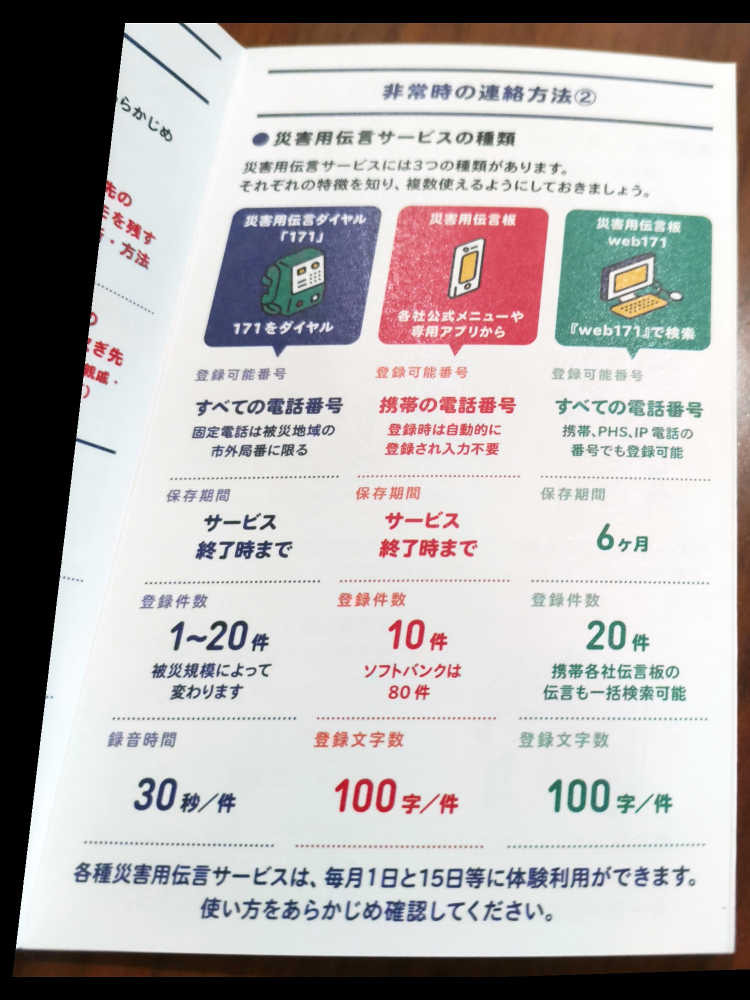 らかじめ
先の
を残す
・方法
の
ぎ先
親戚・
非常時の連絡方法②
●災害用伝言サービスの種類
災害用伝言サービスには3つの種類があります。
それぞれの特徴を知り、複数使えるようにしておきましょう。
災害用伝言ダイヤル
「171」
171をダイヤル
登録可能番号
すべての電話番号
固定電話は被災地域の
市外局番に限る
保存期間
サービス
終了時まで
登録件数
1~20件
被災規模によって
変わります
録音時間
30秒/件
災害用伝言板
各社公式メニューや
専用アプリから
登録可能番号
携帯の電話番号
登録時は自動的に
登録され入力不要
保存期間
サービス
終了時まで
登録件数
10件
ソフトバンクは
80件
登録文字数
100字/件
災害用伝言板
web171
『web171』で検索
登録可能番号
すべての電話番号
携帯、PHS、IP電話の
番号でも登録可能
保存期間
6ヶ月
登録件数
20件
携帯各社伝言板の
伝言も一括検索可能
登録文字数
100字/件
各種災害用伝言サービスは、毎月1日と15日等に体験利用ができます。
使い方をあらかじめ確認してください。